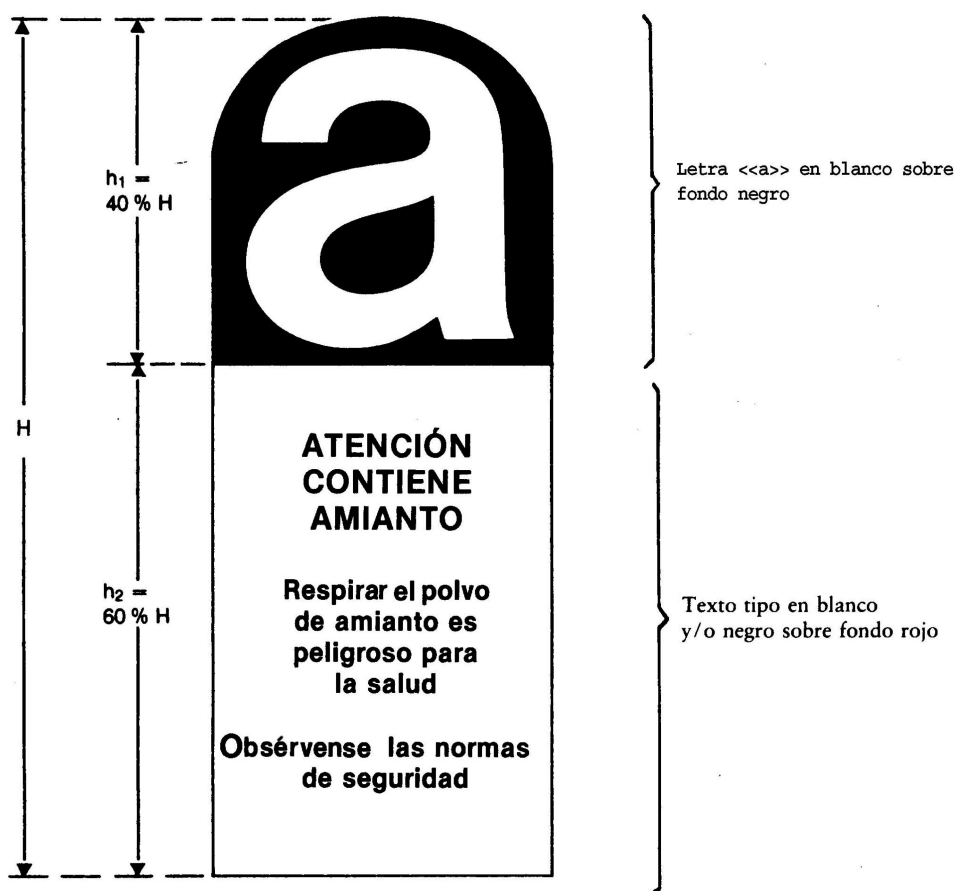 a
h₁ =
40 % H
Letra <<a>> en blanco sobre
fondo negro
H
ATENCIÓN
CONTIENE
AMIANTO
h₂ =
60 % H
Respirar el polvo
de amianto es
peligroso para
la salud
Texto tipo en blanco
y/o negro sobre fondo rojo
Obsérvense las normas
de seguridad